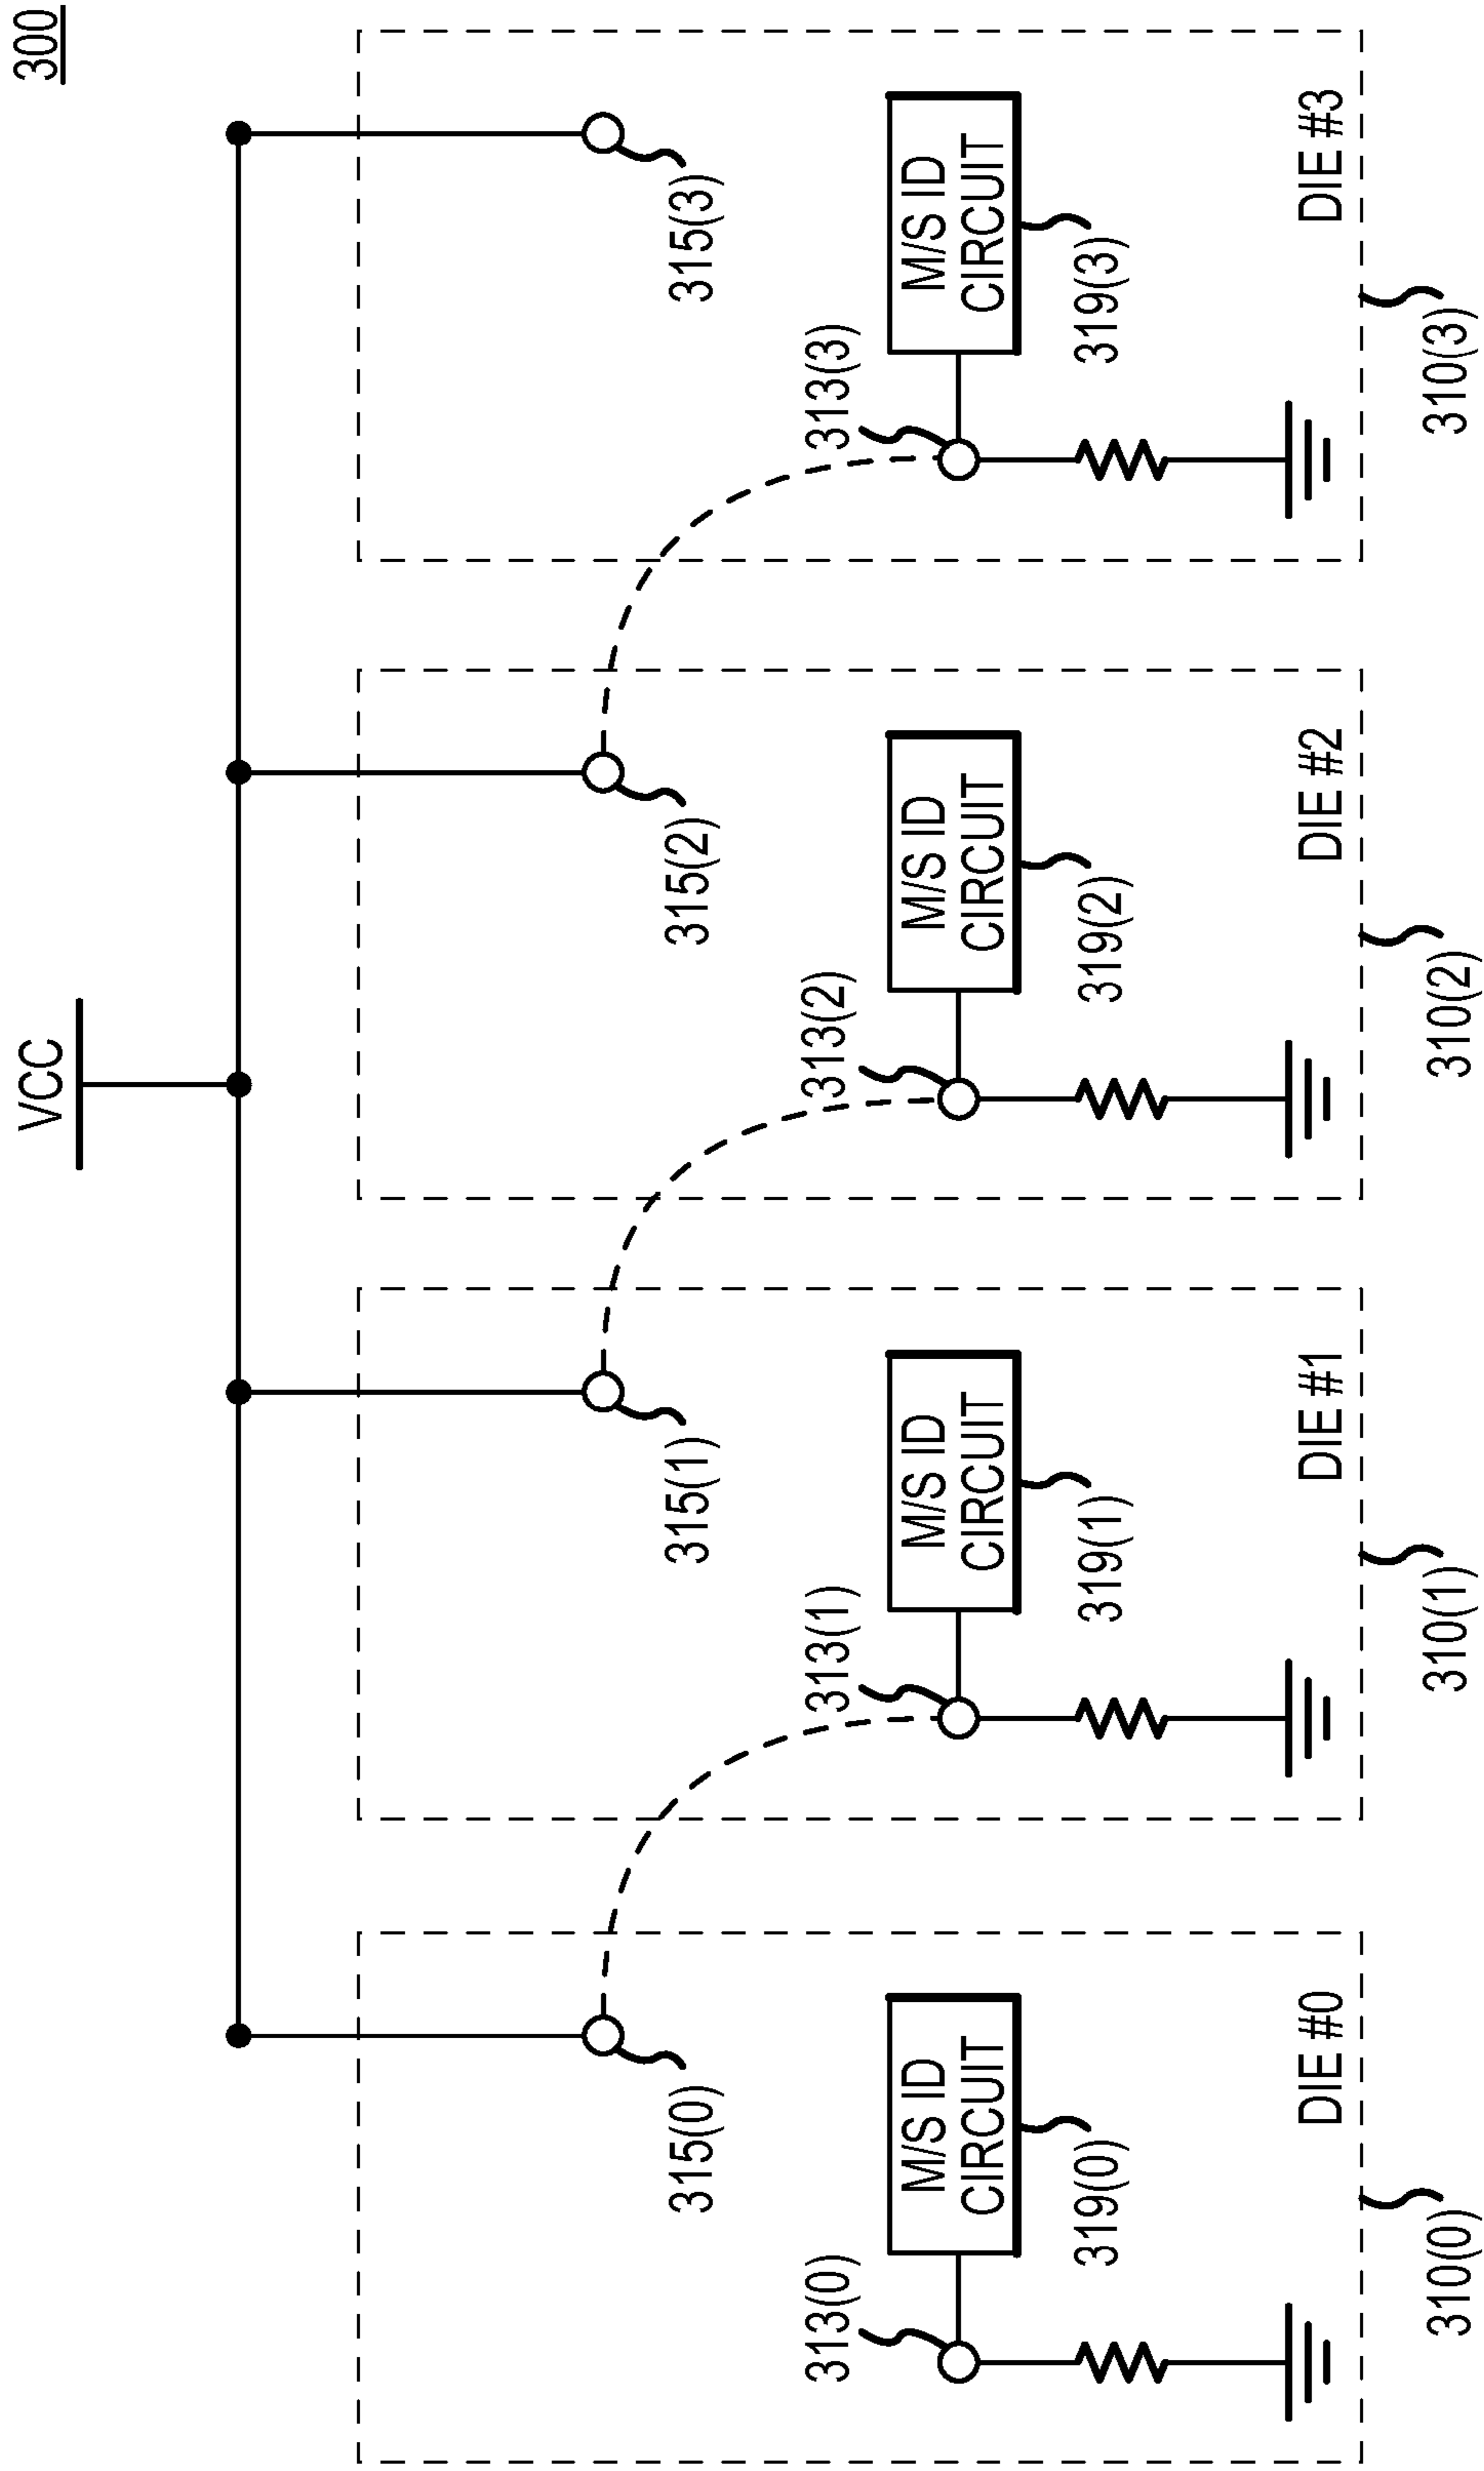 300
VCC
315(0)
315(1)
315(2)
315(3)
313(0)
313(1)
313(2)
313(3)
M/S ID
CIRCUIT
M/S ID
CIRCUIT
M/S ID
CIRCUIT
M/S ID
CIRCUIT
319(0)
319(1)
319(2)
319(3)
DIE #0
DIE #1
DIE #2
DIE #3
310(0)
310(1)
310(2)
310(3)